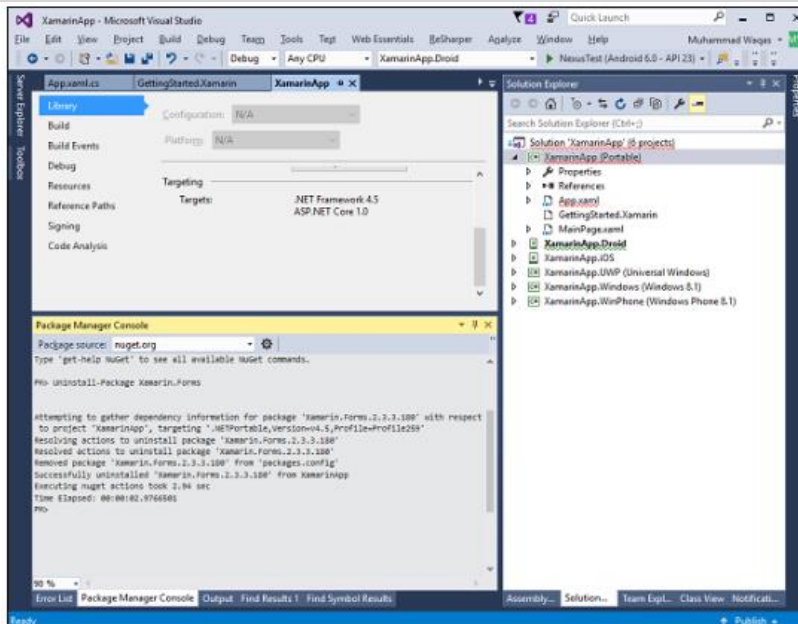 XamarinApp - Microsoft Visual Studio
4
Quick Launch
File Edit View Project Build Debug Team Tools Test Web Essentials ReSharper Analyze Window Help Muhammad Waqas
Debug Any CPU XamarinApp.Droid NexusTest (Android 6.0 - API 23)
Server Explorer Toolbox
App.xaml.cs GettingStarted.Xamarin XamarinApp
Library
Build
Build Events
Debug
Resources
Reference Paths
Signing
Code Analysis
Configuration: N/A
Platform: N/A
Targeting
Targets: .NET Framework 4.5
ASP.NET Core 1.0
Package Manager Console
Package source: nuget.org
Type 'get-help NuGet' to see all available NuGet commands.
PM> Uninstall-Package Xamarin.Forms
Attempting to gather dependency information for package 'Xamarin.Forms.2.3.3.180' with respect
to project 'XamarinApp', targeting '.NETPortable,Version=v4.5,Profile=Profile259'
Resolving actions to uninstall package 'Xamarin.Forms.2.3.3.180'
Resolved actions to uninstall package 'Xamarin.Forms.2.3.3.180'
Removed package 'Xamarin.Forms.2.3.3.180' from 'packages.config'
Successfully uninstalled 'Xamarin.Forms.2.3.3.180' from XamarinApp
Executing nuget actions took 2.94 sec
Time Elapsed: 00:00:02.9766501
PM>
90 %
Error List Package Manager Console Output Find Results 1 Find Symbol Results
Solution Explorer
Search Solution Explorer (Ctrl+;)
Solution 'XamarinApp' (6 projects)
XamarinApp (Portable)
Properties
References
App.xaml
GettingStarted.Xamarin
MainPage.xaml
XamarinApp.Droid
XamarinApp.iOS
XamarinApp.UWP (Universal Windows)
XamarinApp.Windows (Windows 8.1)
XamarinApp.WinPhone (Windows Phone 8.1)
Assembly... Solution... Team Expl... Class View Notificati...
Properties
Ready
Publish